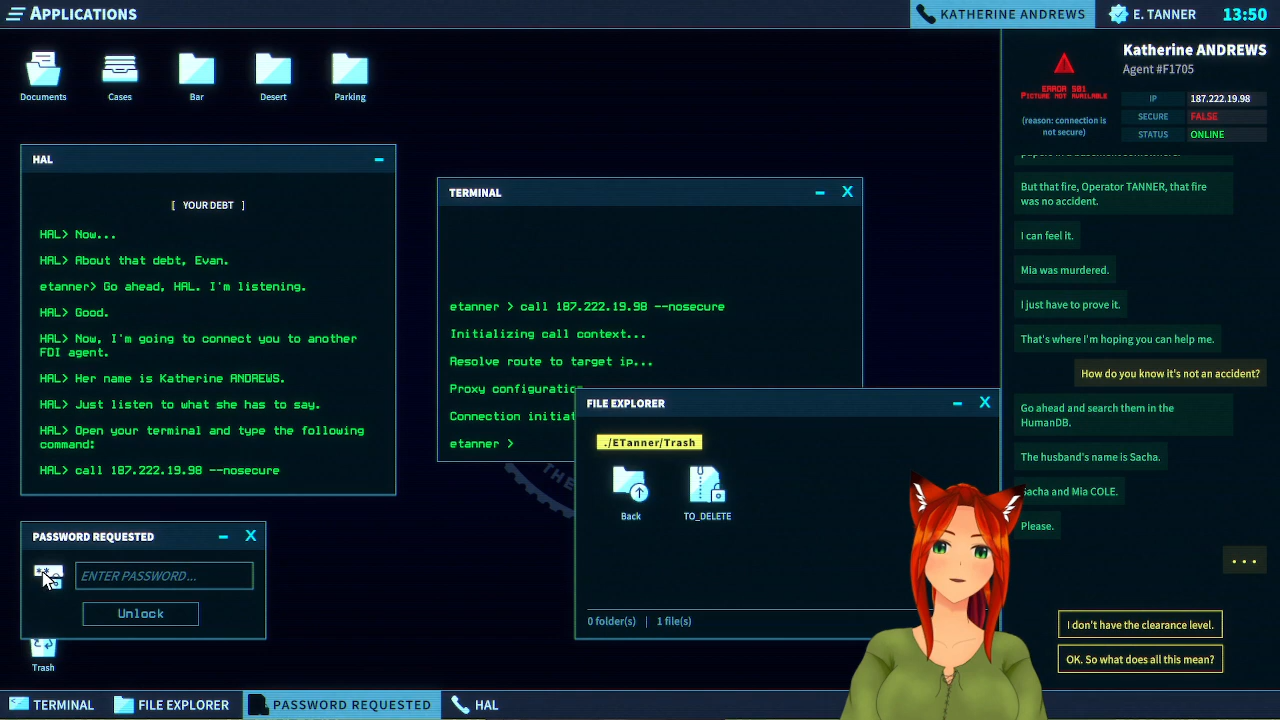 APPLICATIONS
KATHERINE ANDREWS
E. TANNER
13:50
Documents
Cases
Bar
Desert
Parking
HAL
[ YOUR DEBT ]
HAL> Now...
HAL> About that debt, Evan.
etanner> Go ahead, HAL. I'm listening.
HAL> Good.
HAL> Now, I'm going to connect you to another
FDI agent.
HAL> Her name is Katherine ANDREWS.
HAL> Just listen to what she has to say.
HAL> Open your terminal and type the following
command:
HAL> call 187.222.19.98 --nosecure
TERMINAL
etanner > call 187.222.19.98 --nosecure
Initializing call context...
Resolve route to target ip...
Proxy configuration
Connection initiat
etanner >
FILE EXPLORER
./ETanner/Trash
Back
TO_DELETE
0 folder(s) | 1 file(s)
PASSWORD REQUESTED
ENTER PASSWORD...
Unlock
Trash
THE
Katherine ANDREWS
Agent #F1705
ERROR 501
PICTURE NOT AVAILABLE
(reason: connection is
not secure)
IP 187.222.19.98
SECURE FALSE
STATUS ONLINE
But that fire, Operator TANNER, that fire
was no accident.
I can feel it.
Mia was murdered.
I just have to prove it.
That's where I'm hoping you can help me.
How do you know it's not an accident?
Go ahead and search them in the
HumanDB.
The husband's name is Sacha.
Sacha and Mia COLE.
Please.
...
I don't have the clearance level.
OK. So what does all this mean?
TERMINAL
FILE EXPLORER
PASSWORD REQUESTED
HAL